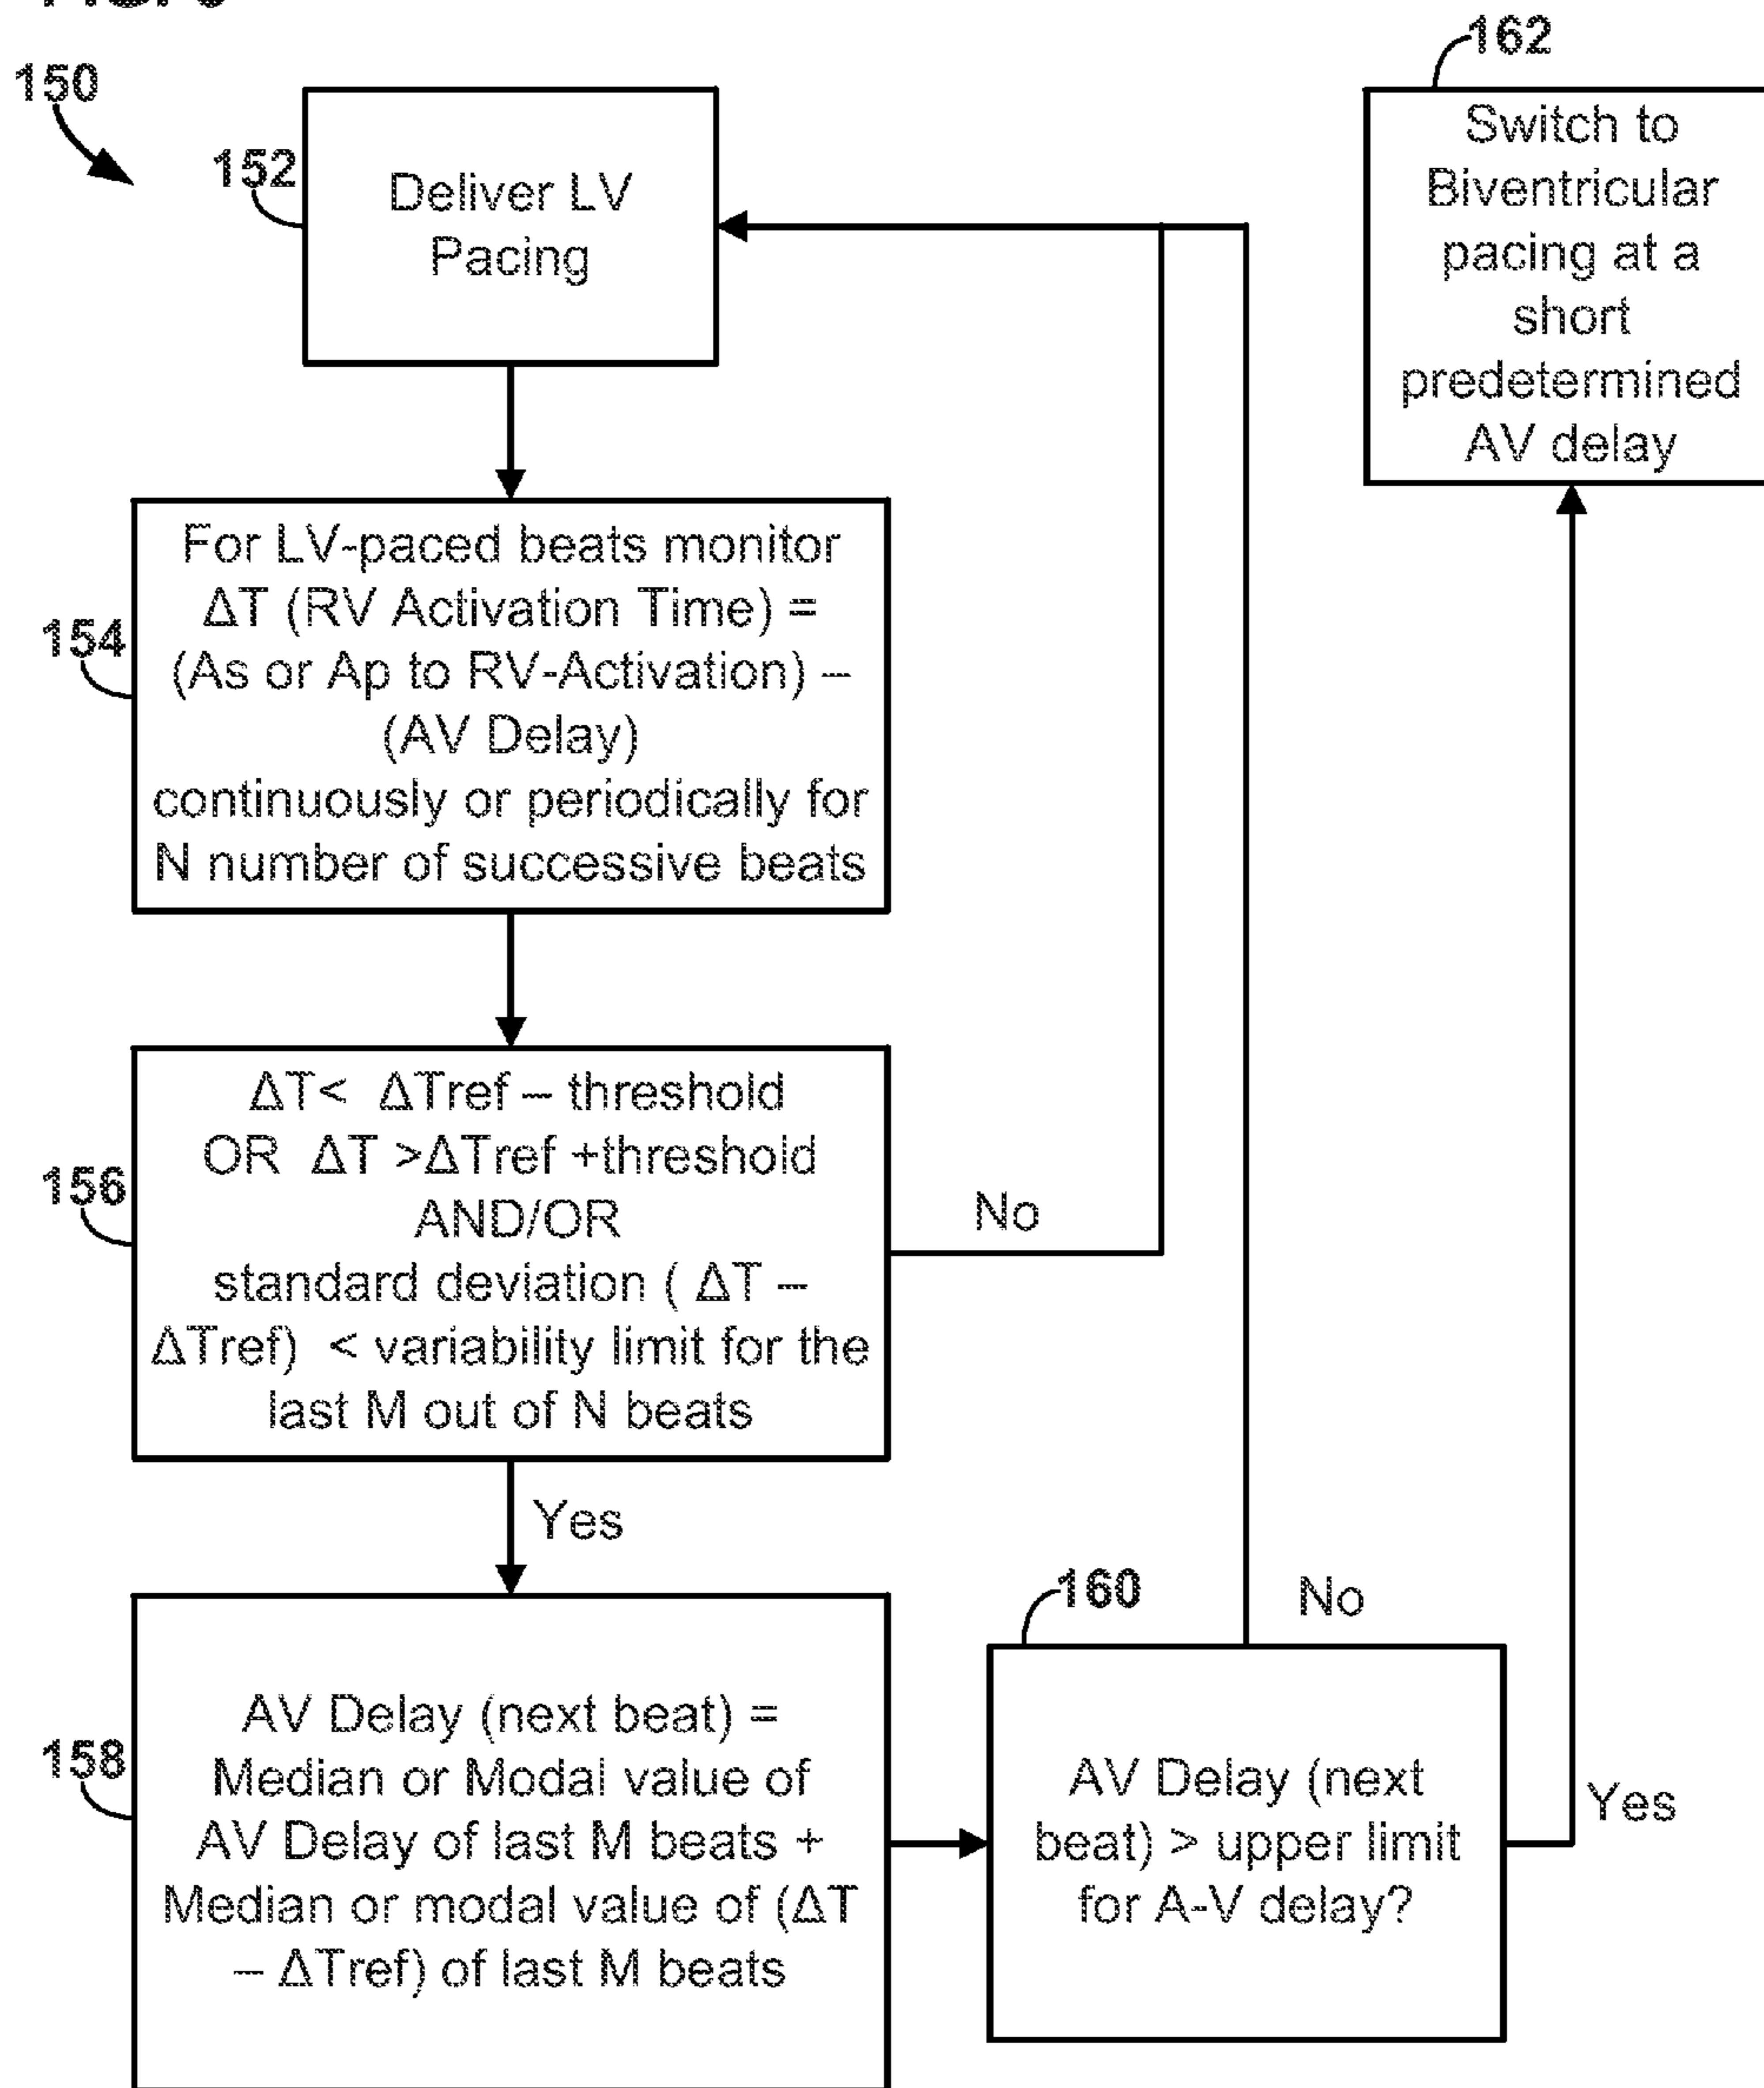 150
152
Deliver LV
Pacing
162
Switch to
Biventricular
pacing at a
short
predetermined
AV delay
154
For LV-paced beats monitor
ΔT (RV Activation Time) =
(As or Ap to RV-Activation) –
(AV Delay)
continuously or periodically for
N number of successive beats
156
ΔT< ΔTref – threshold
OR ΔT >ΔTref +threshold
AND/OR
standard deviation ( ΔT –
ΔTref) < variability limit for the
last M out of N beats
No
Yes
158
AV Delay (next beat) =
Median or Modal value of
AV Delay of last M beats +
Median or modal value of (ΔT
– ΔTref) of last M beats
160
No
AV Delay (next
beat) > upper limit
for A-V delay?
Yes